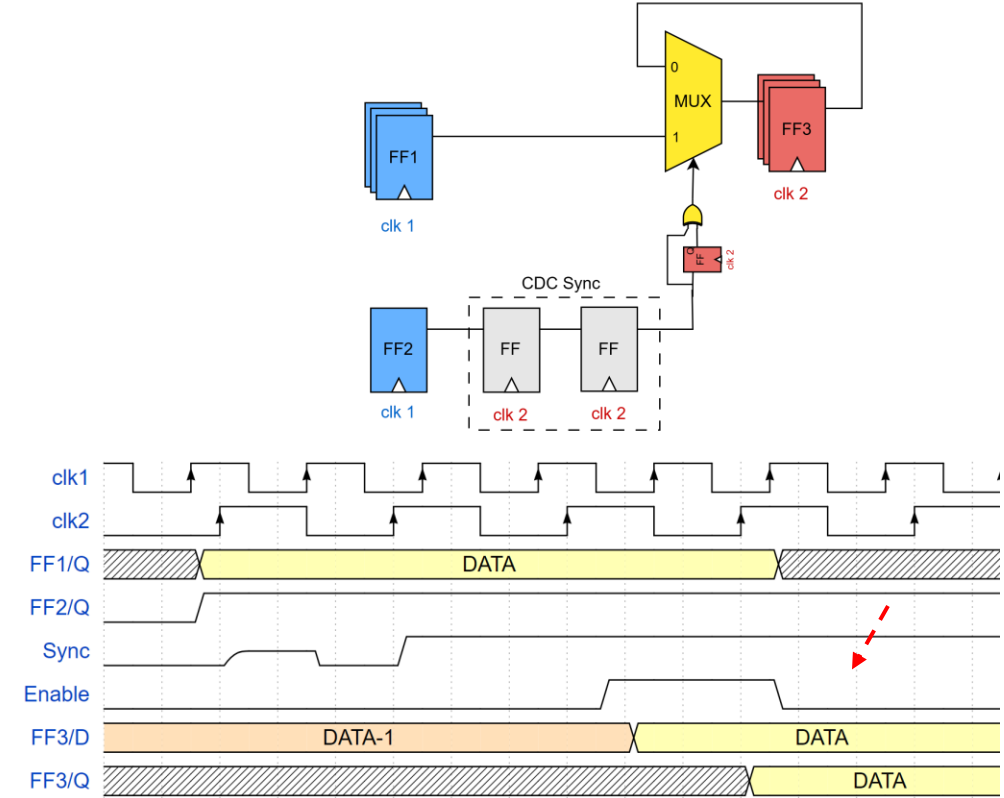 0
MUX
1
FF3
clk 2
FF1
clk 1
Q
FF
clk 2
CDC Sync
FF2
FF
FF
clk 1
clk 2
clk 2
clk1
clk2
FF1/Q
DATA
FF2/Q
Sync
Enable
FF3/D
DATA-1
DATA
FF3/Q
DATA